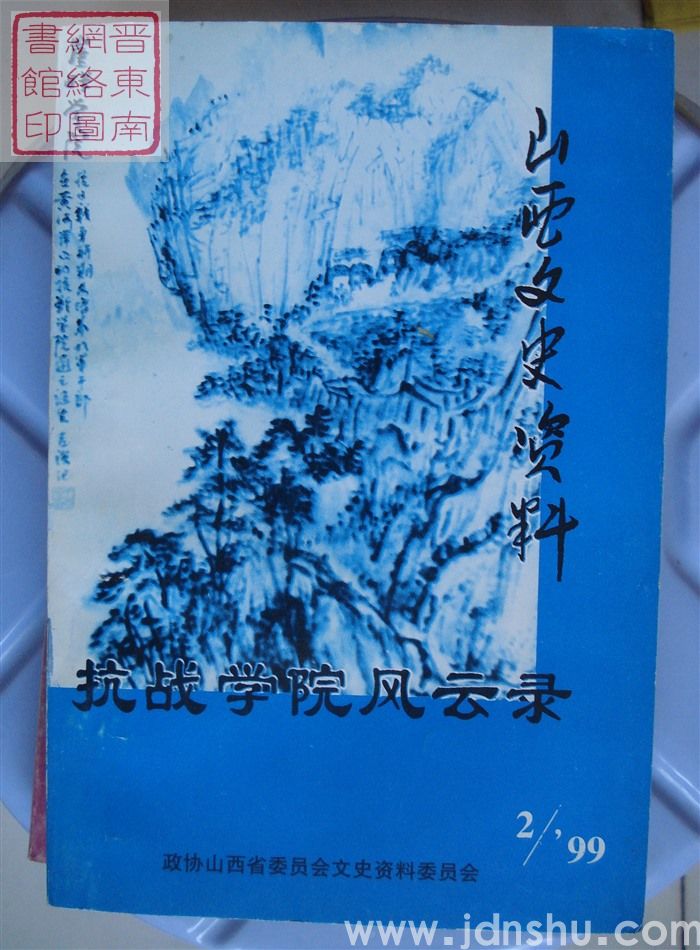 晋東南
網絡圖
書館印
山西文史资料
抗战学院风云录
2/'99
政协山西省委员会文史资料委员会
www.jdnshu.com